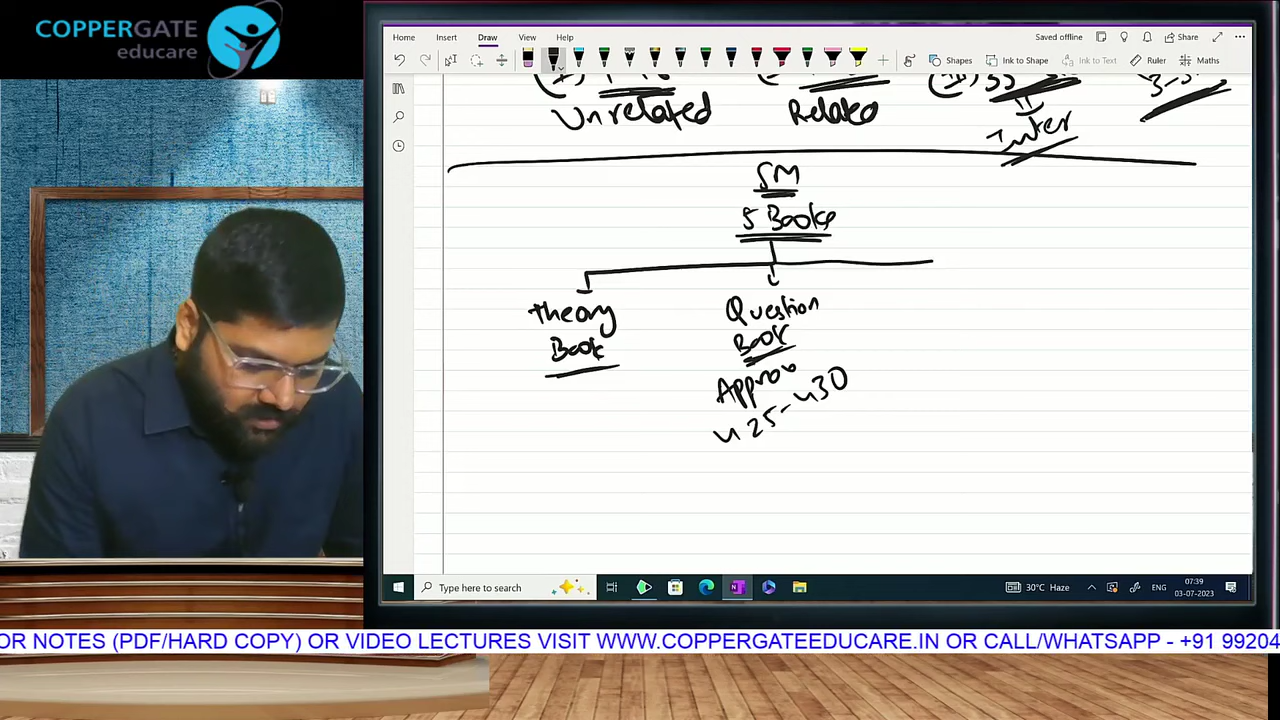 COPPERGATE
educare
Home Insert Draw View Help
Saved offline
Share
Shapes
Ink to Shape
Ink to Text
Ruler
Maths
Unrelated
Related
Inter
SM
5 Books
Theory
Book
Question
Book
Approx
425-430
Type here to search
30°C Haze
ENG
07:39
03-07-2023
OR NOTES (PDF/HARD COPY) OR VIDEO LECTURES VISIT WWW.COPPERGATEEDUCARE.IN OR CALL/WHATSAPP - +91 99204